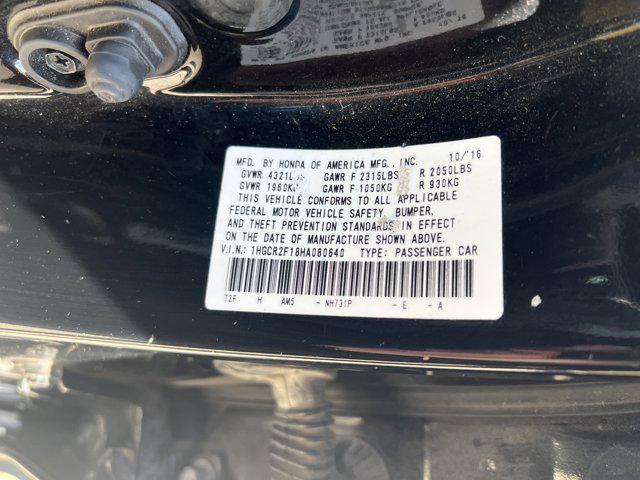 MFD. BY HONDA OF AMERICA MFG., INC. 10/'16
GVWR 4321L GAWR F 2315LBS R 2050LBS
GVWR 1960K GAWR F 1050KG R 930KG
THIS VEHICLE CONFORMS TO ALL APPLICABLE
FEDERAL MOTOR VEHICLE SAFETY, BUMPER,
AND THEFT PREVENTION STANDARDS IN EFFECT
ON THE DATE OF MANUFACTURE SHOWN ABOVE.
V.I.N.: 1HGCR2F18HA080640 TYPE: PASSENGER CAR
T2F H AM5 - NH731P - E - A